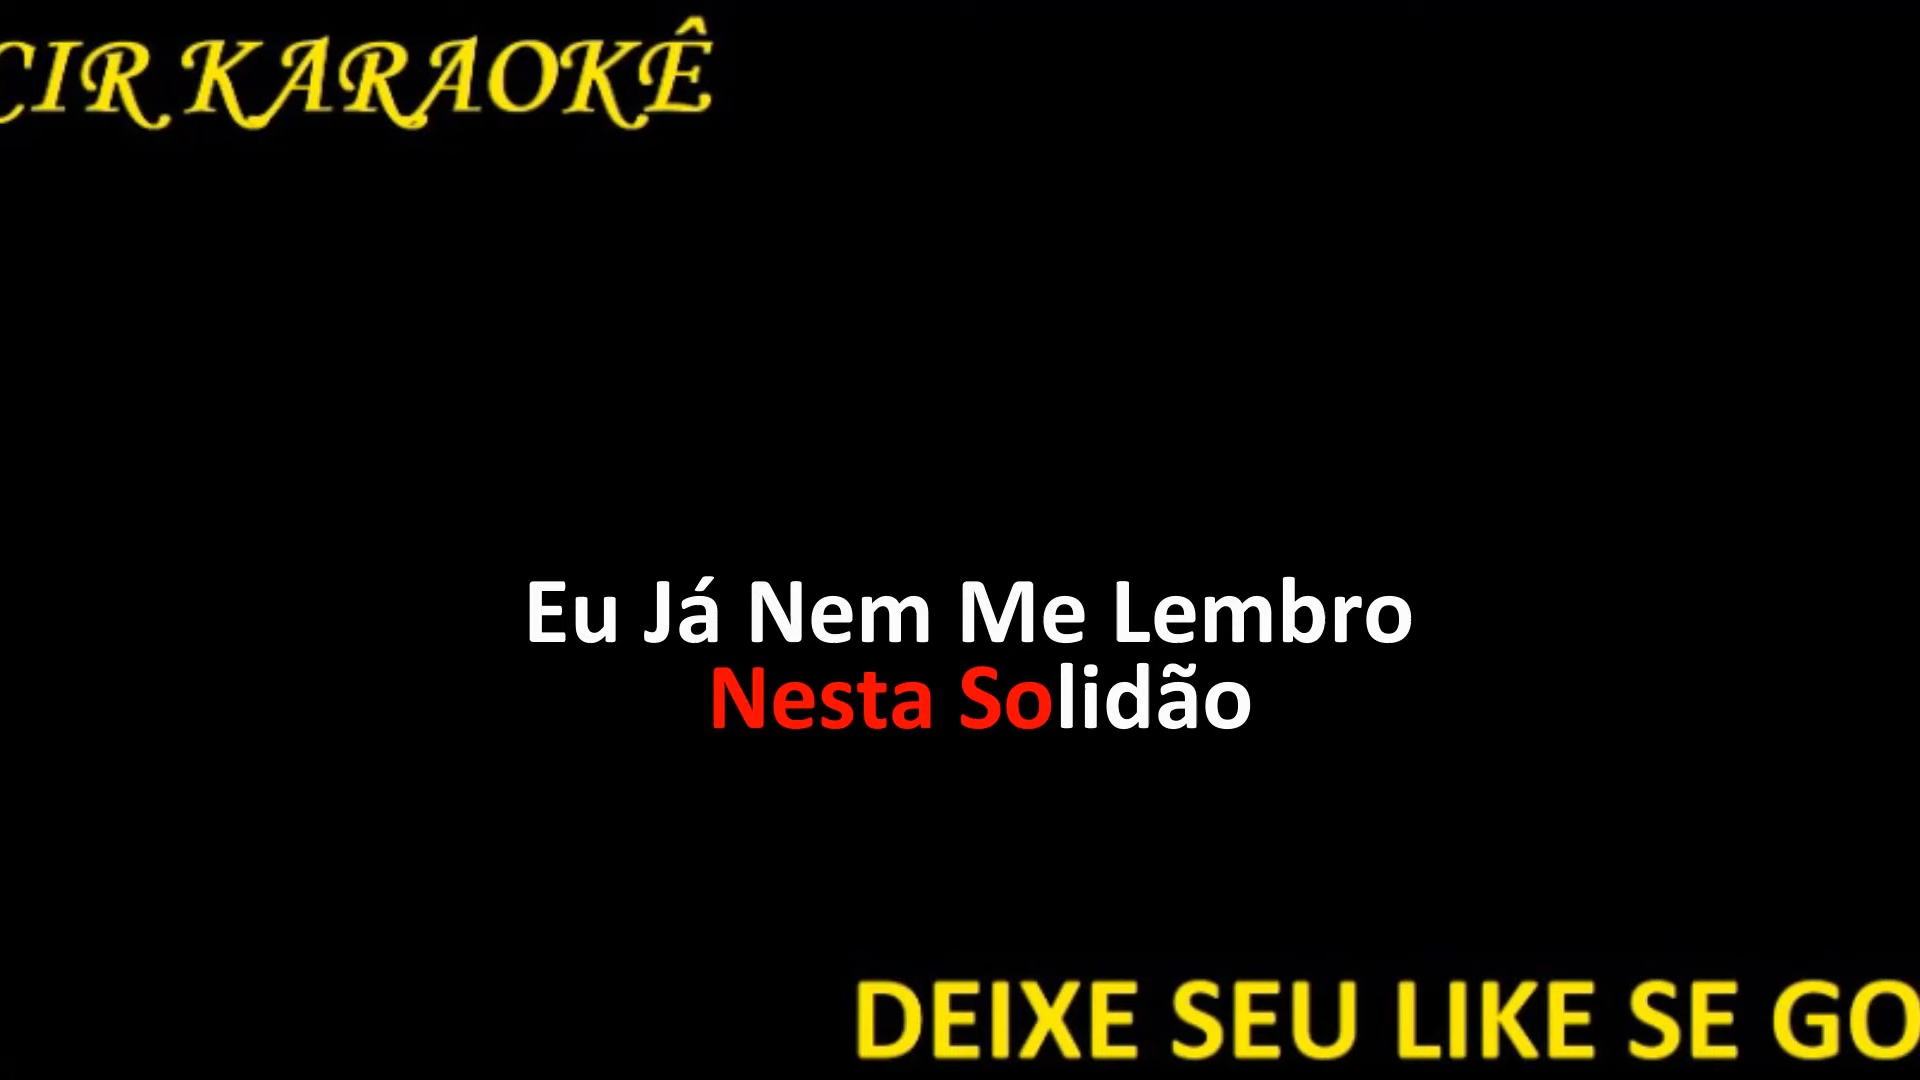 CIR KARAOKÊ
Eu Já Nem Me Lembro
Nesta Solidão
DEIXE SEU LIKE SE GO